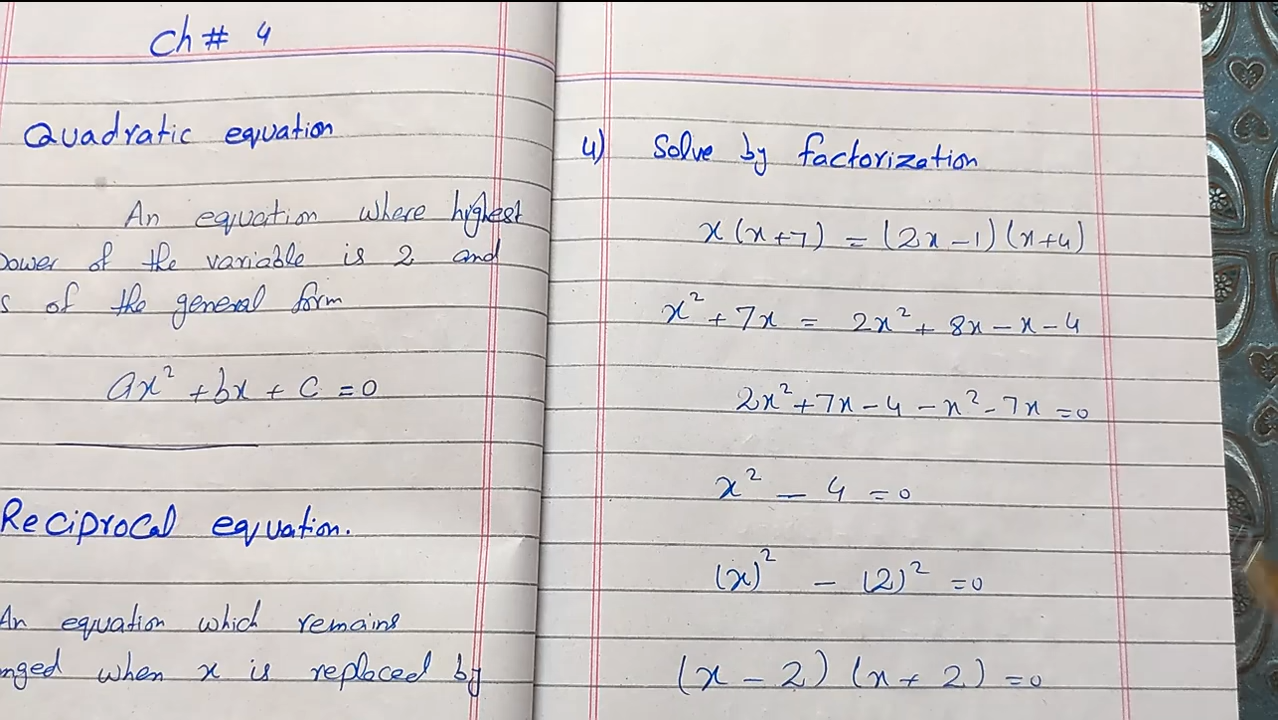 Ch # 4
Quadratic equation
An equation where highest
power of the variable is 2 and
s of the general form
ax² + bx + c = 0
Reciprocal equation.
An equation which remains
nged when x is replaced by
4) Solve by factorization
x(x+7) = (2x-1)(x+4)
x² + 7x = 2x² + 8x - x - 4
2x² + 7x - 4 - x² - 7x = 0
x² - 4 = 0
(x)² - (2)² = 0
(x - 2) (x + 2) = 0